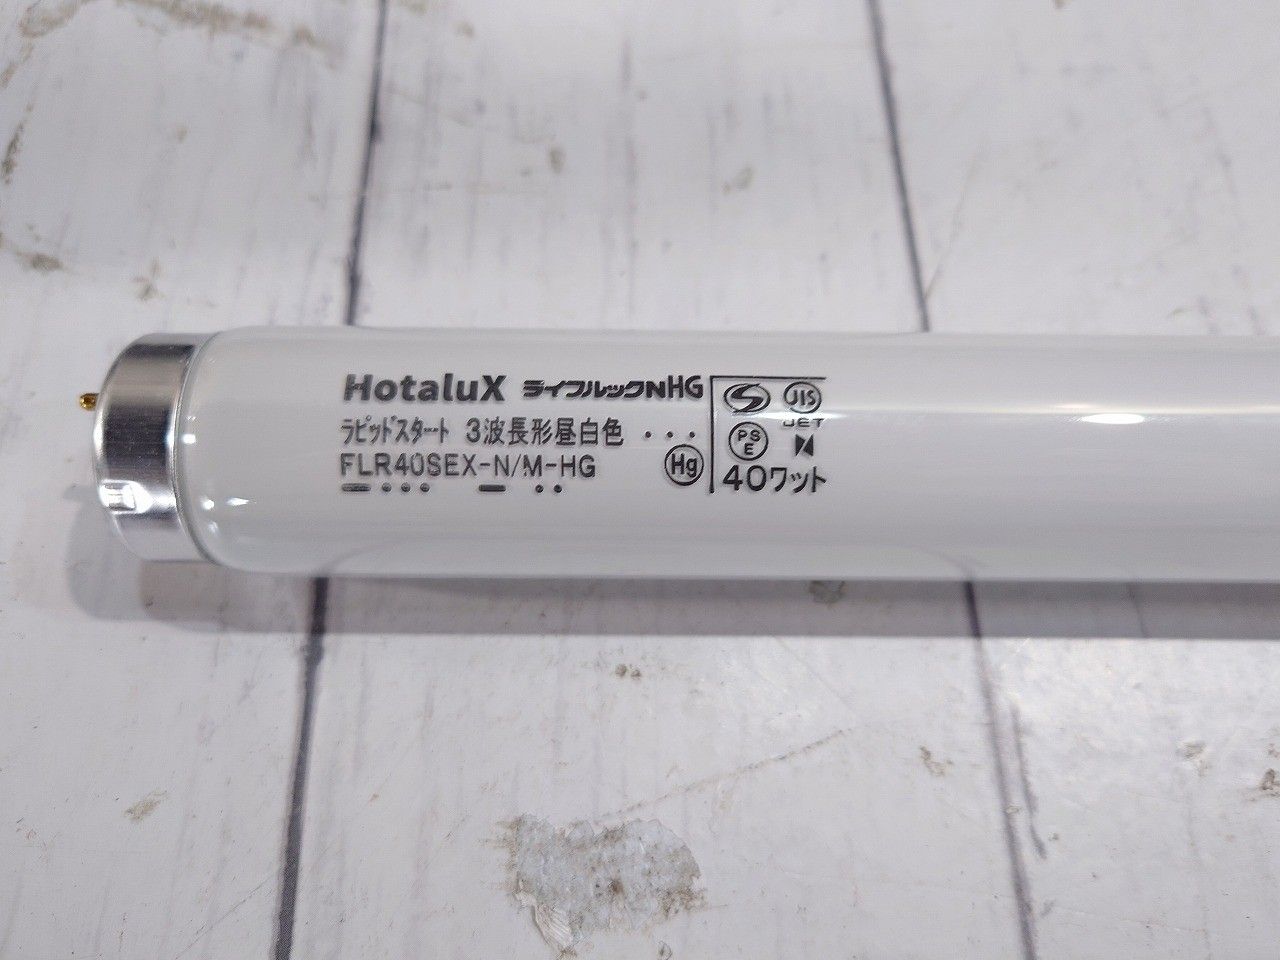 HotaluX ライフルックNHG
ラピッドスタート 3波長形昼白色
FLR40SEX-N/M-HG
Hg
S JIS
JET
PS
E
40ワット